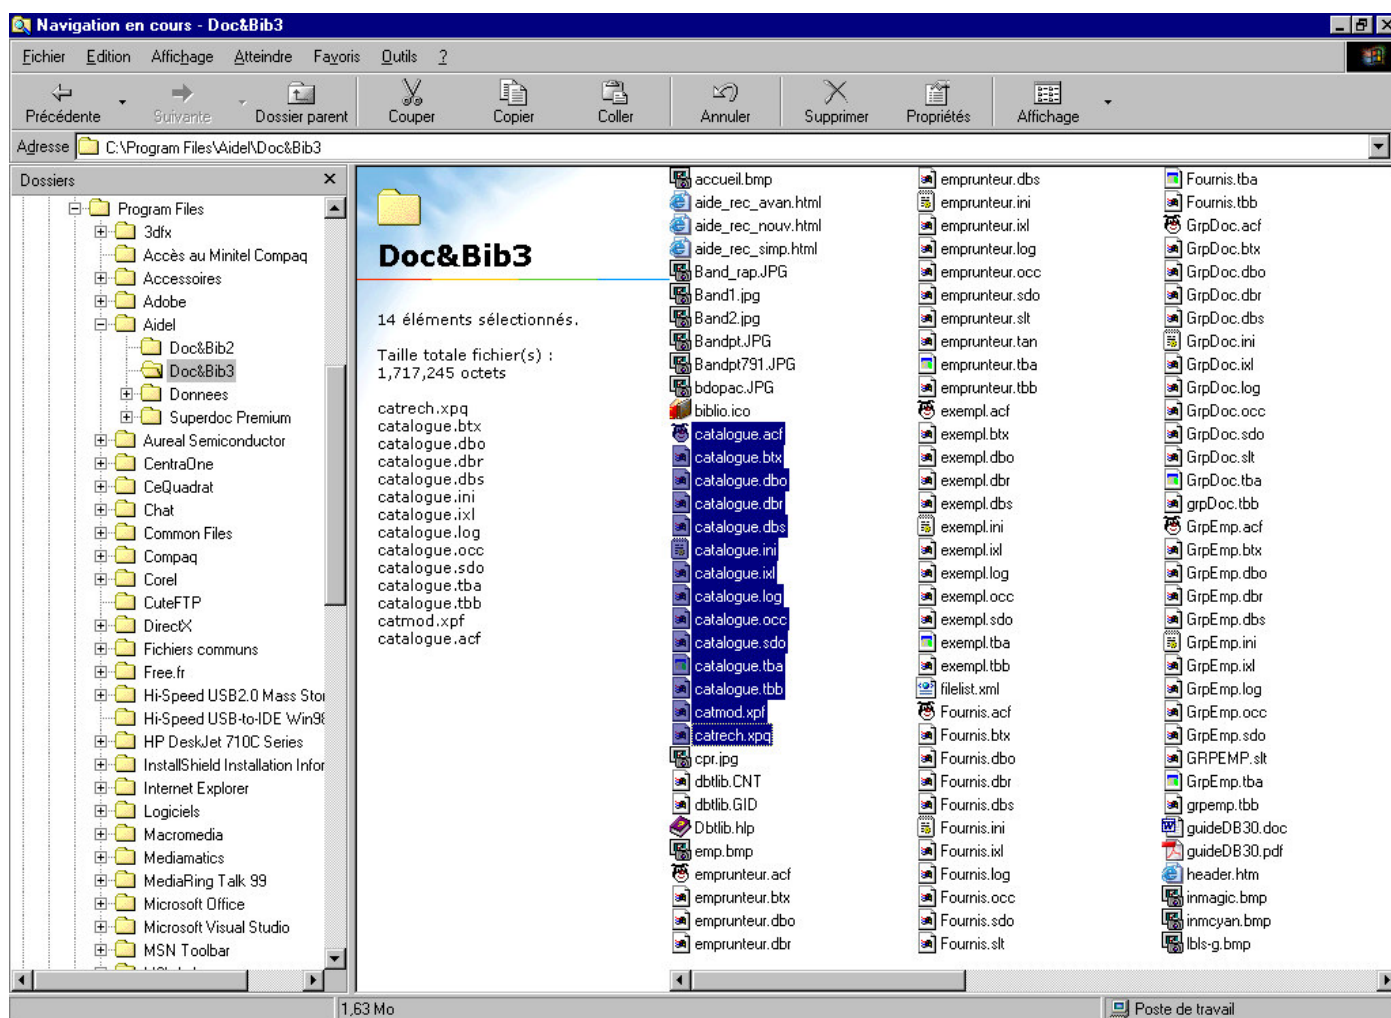 Navigation en cours - Doc&Bib3
Fichier Edition Affichage Atteindre Favoris Outils ?
Précédente Suivante Dossier parent Couper Copier Coller Annuler Supprimer Propriétés Affichage
Adresse C:\Program Files\Aidel\Doc&Bib3
Dossiers
Program Files
3dfx
Accès au Minitel Compaq
Accessoires
Adobe
Aidel
Doc&Bib2
Doc&Bib3
Donnees
Superdoc Premium
Aureal Semiconductor
CentraOne
CeQuadrat
Chat
Common Files
Compaq
Corel
CuteFTP
DirectX
Fichiers communs
Free.fr
Hi-Speed USB2.0 Mass Stor
Hi-Speed USB-to-IDE Win98
HP DeskJet 710C Series
InstallShield Installation Infor
Internet Explorer
Logiciels
Macromedia
Mediamatics
MediaRing Talk 99
Microsoft Office
Microsoft Visual Studio
MSN Toolbar
Doc&Bib3
14 éléments sélectionnés.
Taille totale fichier(s) :
1,717,245 octets
catrech.xpq
catalogue.btx
catalogue.dbo
catalogue.dbr
catalogue.dbs
catalogue.ini
catalogue.ixl
catalogue.log
catalogue.occ
catalogue.sdo
catalogue.tba
catalogue.tbb
catmod.xpf
catalogue.acf
accueil.bmp
aide_rec_avan.html
aide_rec_nouv.html
aide_rec_simp.html
Band_rap.JPG
Band1.jpg
Band2.jpg
Bandpt.JPG
Bandpt791.JPG
bdopac.JPG
biblio.ico
catalogue.acf
catalogue.btx
catalogue.dbo
catalogue.dbr
catalogue.dbs
catalogue.ini
catalogue.ixl
catalogue.log
catalogue.occ
catalogue.sdo
catalogue.tba
catalogue.tbb
catmod.xpf
catrech.xpq
cpr.jpg
dbtlib.CNT
dbtlib.GID
Dbtlib.hlp
emp.bmp
emprunteur.acf
emprunteur.btx
emprunteur.dbo
emprunteur.dbr
emprunteur.dbs
emprunteur.ini
emprunteur.ixl
emprunteur.log
emprunteur.occ
emprunteur.sdo
emprunteur.slt
emprunteur.tan
emprunteur.tba
emprunteur.tbb
exempl.acf
exempl.btx
exempl.dbo
exempl.dbr
exempl.dbs
exempl.ini
exempl.ixl
exempl.log
exempl.occ
exempl.sdo
exempl.tba
exempl.tbb
filelist.xml
Fournis.acf
Fournis.btx
Fournis.dbo
Fournis.dbr
Fournis.dbs
Fournis.ini
Fournis.ixl
Fournis.log
Fournis.occ
Fournis.sdo
Fournis.slt
Fournis.tba
Fournis.tbb
GrpDoc.acf
GrpDoc.btx
GrpDoc.dbo
GrpDoc.dbr
GrpDoc.dbs
GrpDoc.ini
GrpDoc.ixl
GrpDoc.log
GrpDoc.occ
GrpDoc.sdo
GrpDoc.slt
GrpDoc.tba
grpDoc.tbb
GrpEmp.acf
GrpEmp.btx
GrpEmp.dbo
GrpEmp.dbr
GrpEmp.dbs
GrpEmp.ini
GrpEmp.ixl
GrpEmp.log
GrpEmp.occ
GrpEmp.sdo
GRPEMP.slt
GrpEmp.tba
grpemp.tbb
guideDB30.doc
guideDB30.pdf
header.htm
inmagic.bmp
inmcyan.bmp
lbls-g.bmp
1,63 Mo
Poste de travail